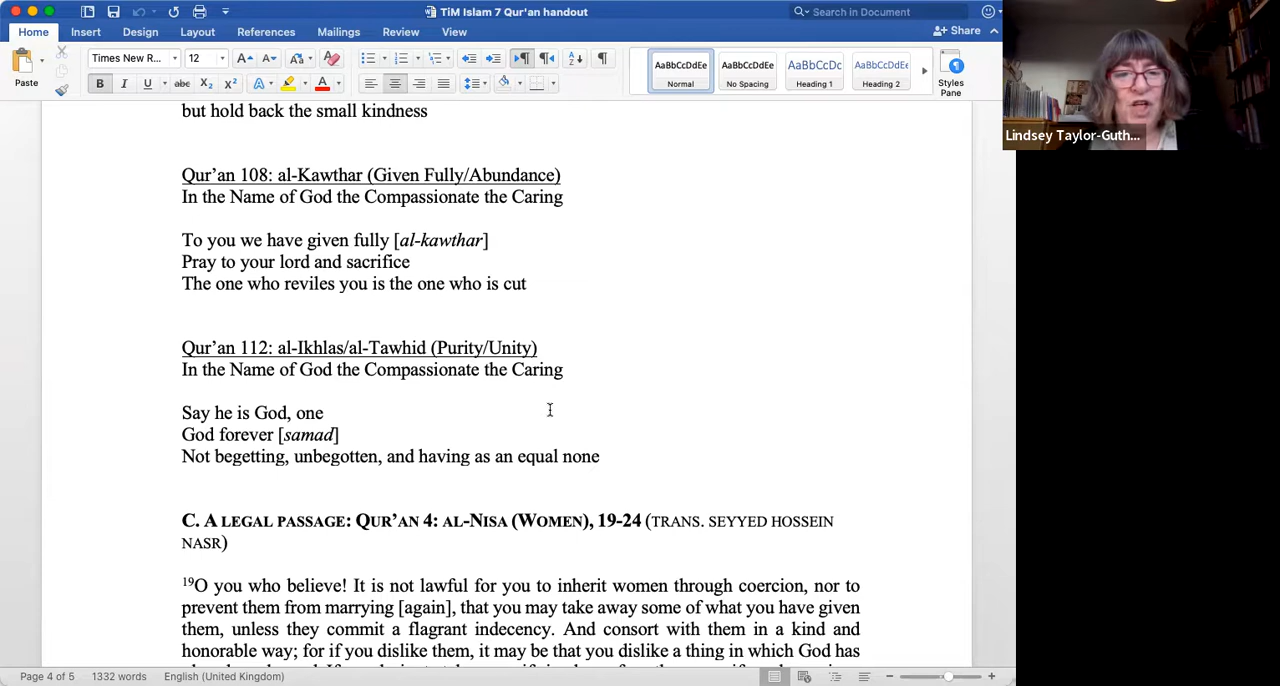 TiM Islam 7 Qur'an handout
Search in Document
Home Insert Design Layout References Mailings Review View
Share
Paste
Times New R... 12
B I U abc X₂ X² A A
AaBbCcDdEe AaBbCcDdEe AaBbCcDc AaBbCcDdEe
Normal No Spacing Heading 1 Heading 2
Styles
Pane
Lindsey Taylor-Guth...
but hold back the small kindness
Qur'an 108: al-Kawthar (Given Fully/Abundance)
In the Name of God the Compassionate the Caring
To you we have given fully [al-kawthar]
Pray to your lord and sacrifice
The one who reviles you is the one who is cut
Qur'an 112: al-Ikhlas/al-Tawhid (Purity/Unity)
In the Name of God the Compassionate the Caring
Say he is God, one
God forever [samad]
Not begetting, unbegotten, and having as an equal none
C. A LEGAL PASSAGE: QUR'AN 4: AL-NISA (WOMEN), 19-24 (TRANS. SEYYED HOSSEIN
NASR)
¹⁹O you who believe! It is not lawful for you to inherit women through coercion, nor to
prevent them from marrying [again], that you may take away some of what you have given
them, unless they commit a flagrant indecency. And consort with them in a kind and
honorable way; for if you dislike them, it may be that you dislike a thing in which God has
Page 4 of 5 1332 words English (United Kingdom)